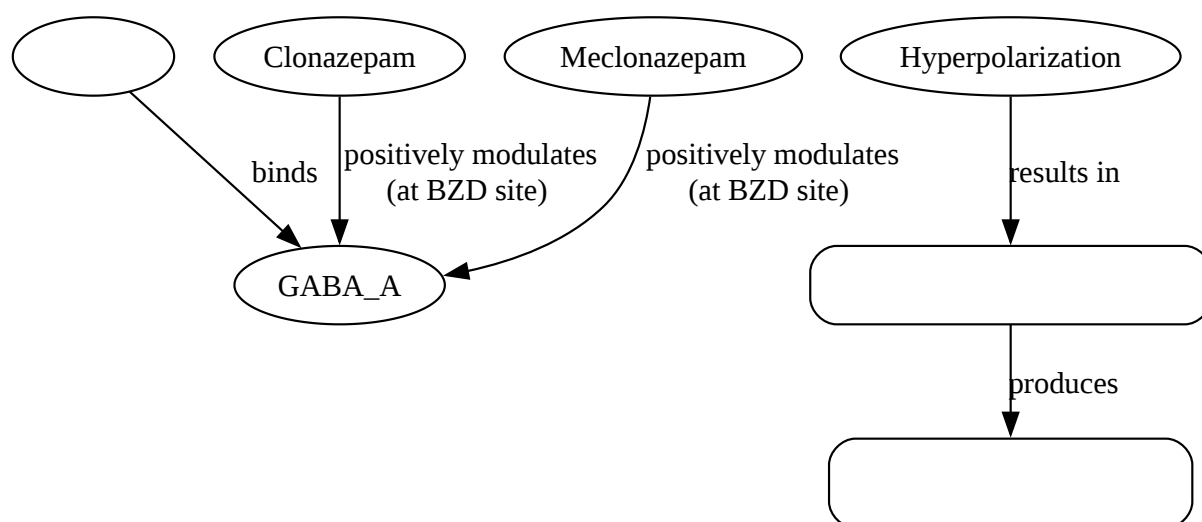 Clonazepam
Meclonazepam
Hyperpolarization
binds
positively modulates
(at BZD site)
positively modulates
(at BZD site)
results in
GABA_A
produces